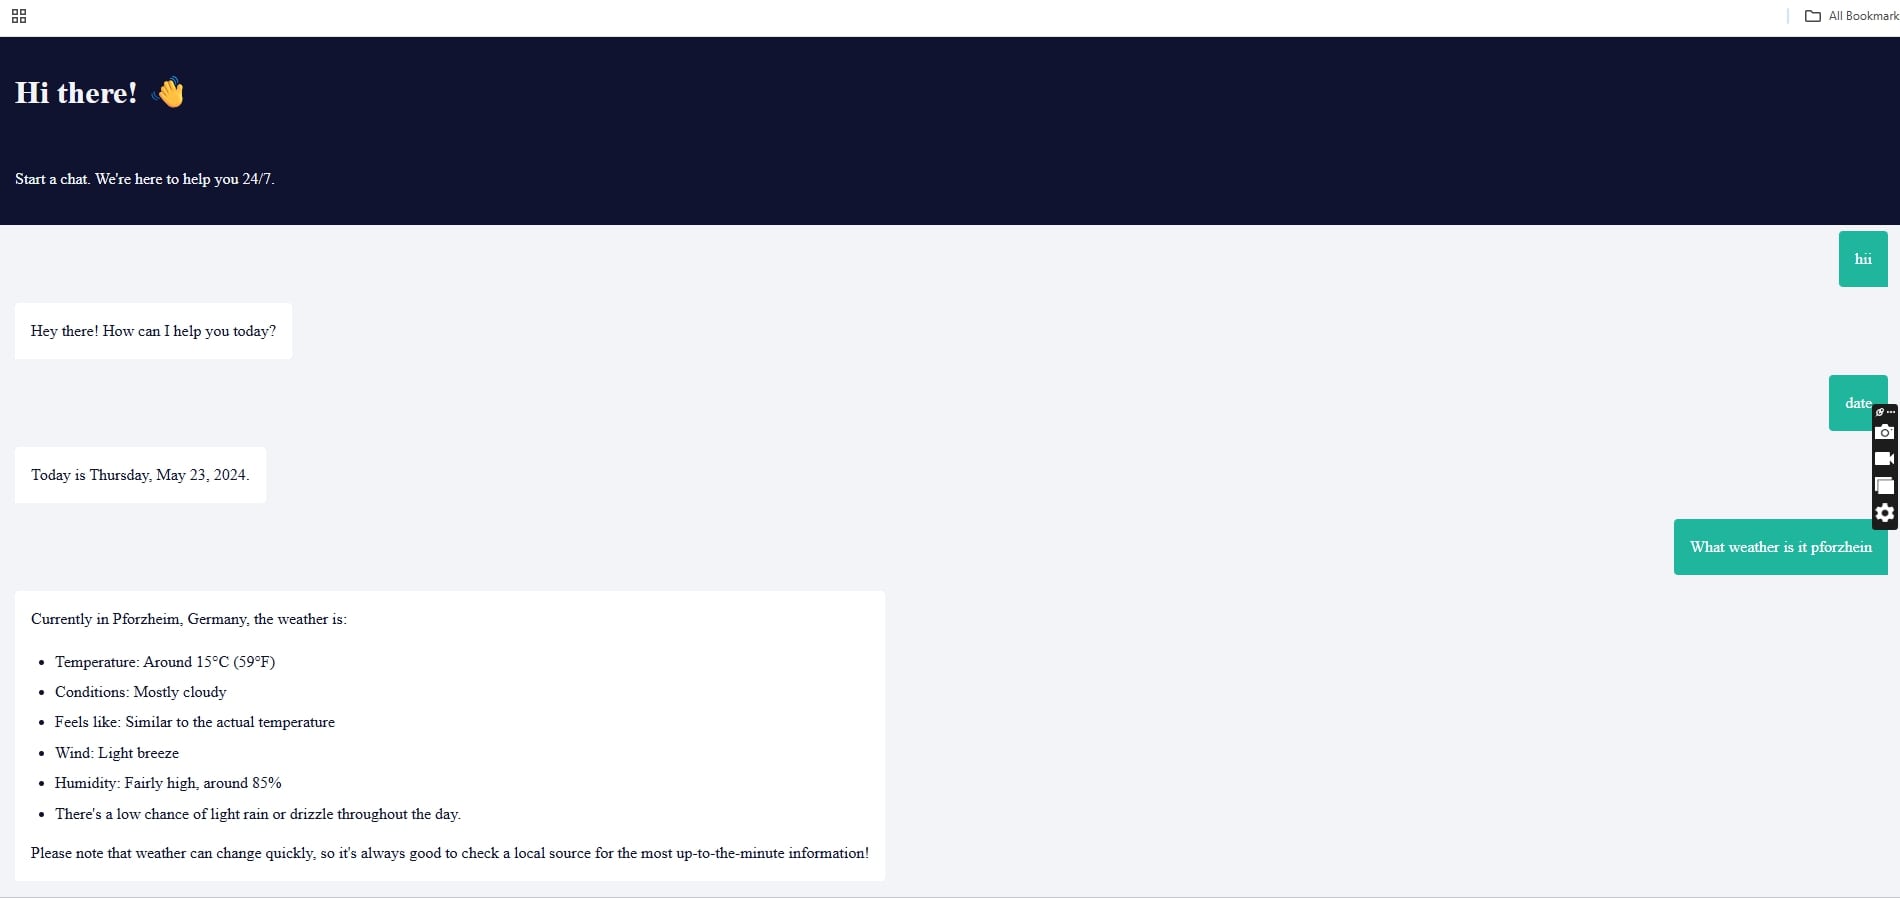 All Bookmark
Hi there! 👋
Start a chat. We're here to help you 24/7.
hii
Hey there! How can I help you today?
date
Today is Thursday, May 23, 2024.
What weather is it pforzhein
Currently in Pforzheim, Germany, the weather is:
• Temperature: Around 15°C (59°F)
• Conditions: Mostly cloudy
• Feels like: Similar to the actual temperature
• Wind: Light breeze
• Humidity: Fairly high, around 85%
• There's a low chance of light rain or drizzle throughout the day.
Please note that weather can change quickly, so it's always good to check a local source for the most up-to-the-minute information!